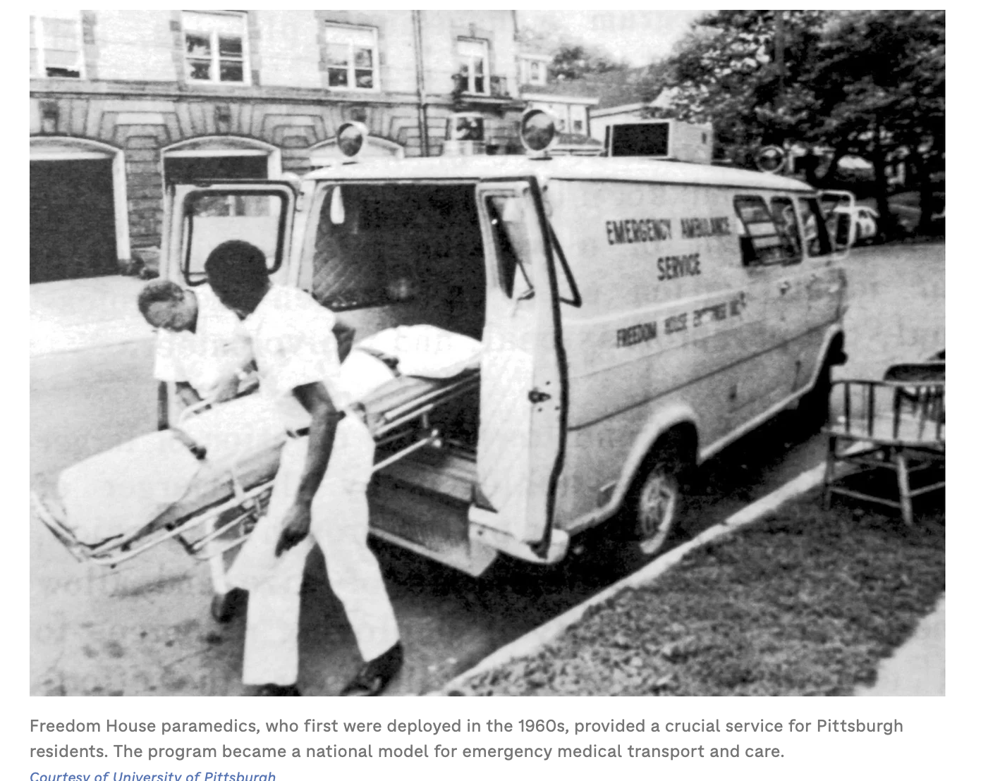 EMERGENCY AMBULANCE
SERVICE
FREEDOM HOUSE
Freedom House paramedics, who first were deployed in the 1960s, provided a crucial service for Pittsburgh
residents. The program became a national model for emergency medical transport and care.
Courtesy of University of Pittsburgh